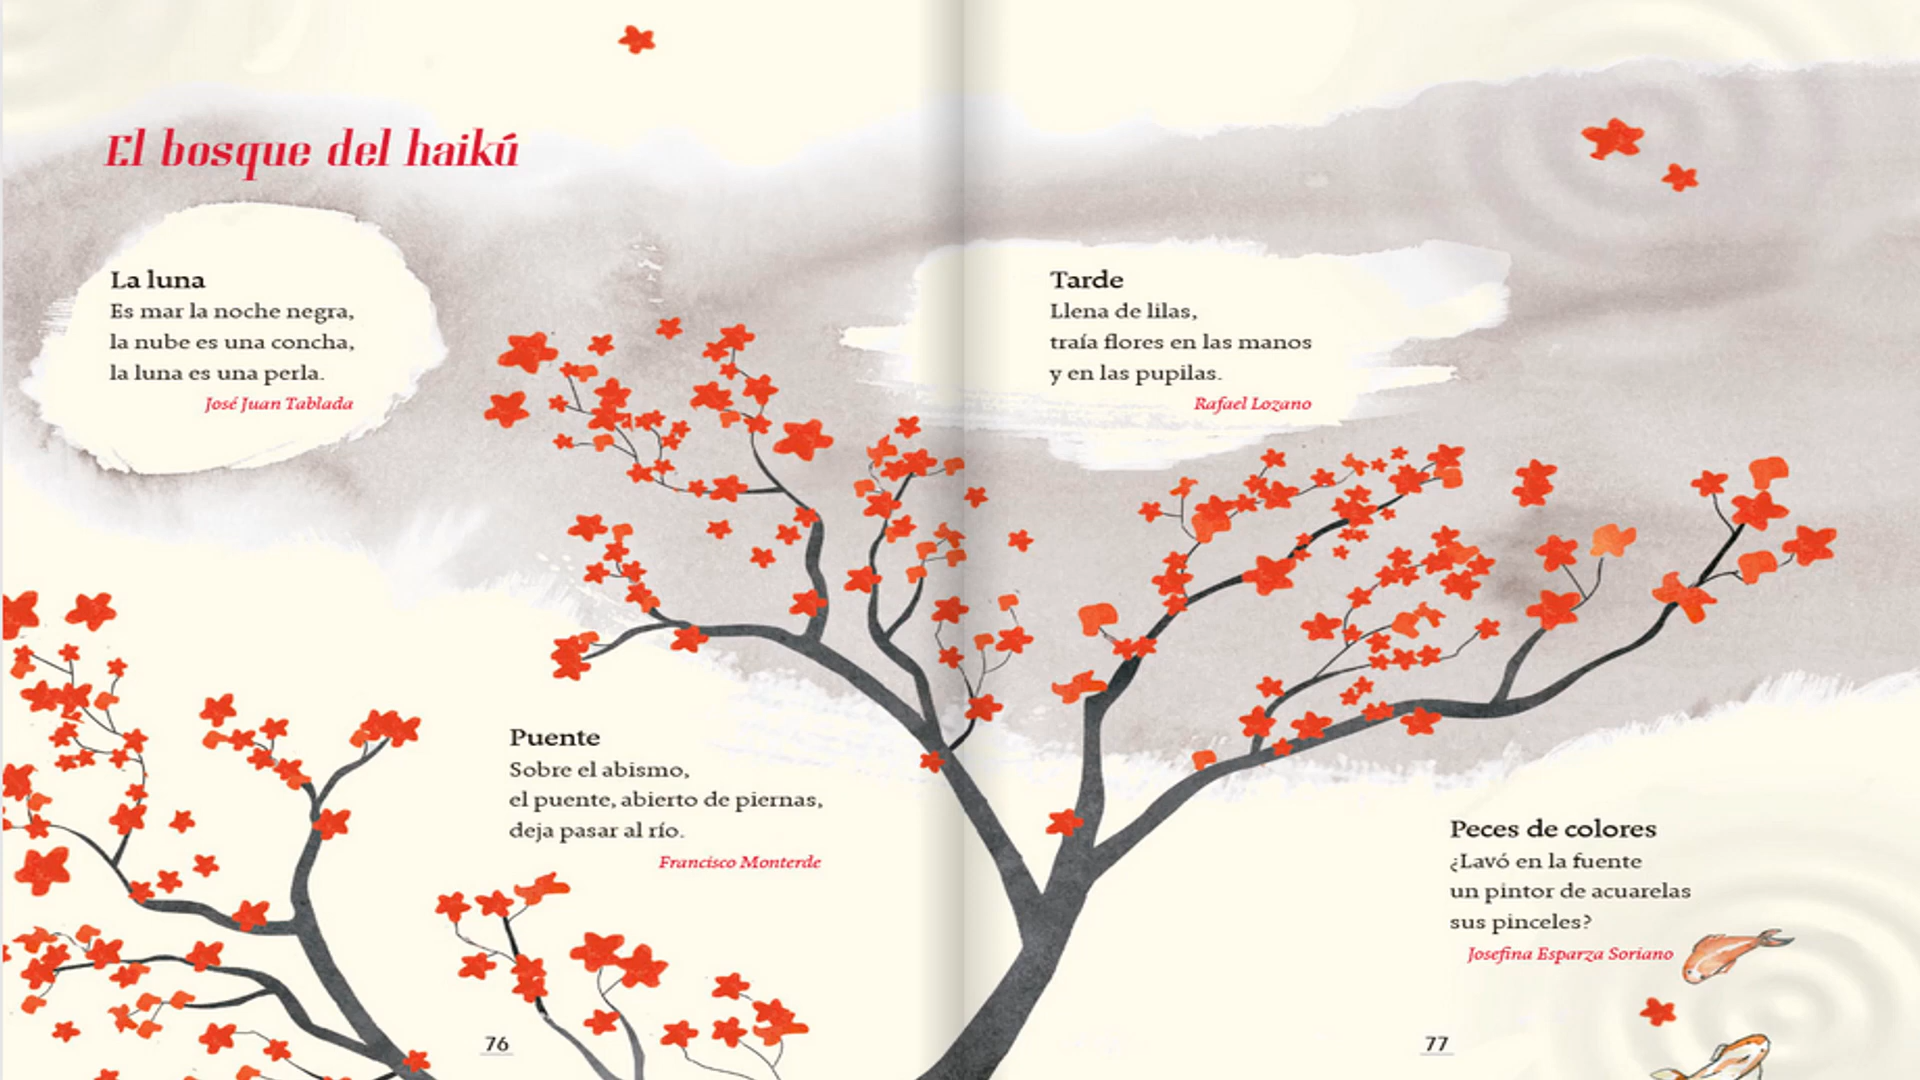 El bosque del haikú
La luna
Es mar la noche negra,
la nube es una concha,
la luna es una perla.
José Juan Tablada
Puente
Sobre el abismo,
el puente, abierto de piernas,
deja pasar al río.
Francisco Monterde
76
Tarde
Llena de lilas,
traía flores en las manos
y en las pupilas.
Rafael Lozano
Peces de colores
¿Lavó en la fuente
un pintor de acuarelas
sus pinceles?
Josefina Esparza Soriano
77